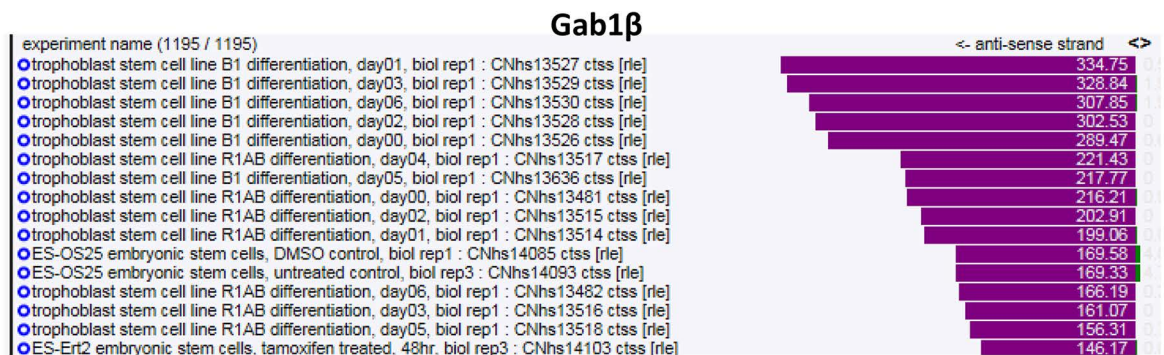 Gab1β
experiment name (1195 / 1195) <- anti-sense strand <>
trophoblast stem cell line B1 differentiation, day01, biol rep1 : CNhs13527 ctss [rle] 334.75
trophoblast stem cell line B1 differentiation, day03, biol rep1 : CNhs13529 ctss [rle] 328.84
trophoblast stem cell line B1 differentiation, day06, biol rep1 : CNhs13530 ctss [rle] 307.85
trophoblast stem cell line B1 differentiation, day02, biol rep1 : CNhs13528 ctss [rle] 302.53
trophoblast stem cell line B1 differentiation, day00, biol rep1 : CNhs13526 ctss [rle] 289.47
trophoblast stem cell line R1AB differentiation, day04, biol rep1 : CNhs13517 ctss [rle] 221.43
trophoblast stem cell line B1 differentiation, day05, biol rep1 : CNhs13636 ctss [rle] 217.77
trophoblast stem cell line R1AB differentiation, day00, biol rep1 : CNhs13481 ctss [rle] 216.21
trophoblast stem cell line R1AB differentiation, day02, biol rep1 : CNhs13515 ctss [rle] 202.91
trophoblast stem cell line R1AB differentiation, day01, biol rep1 : CNhs13514 ctss [rle] 199.06
ES-OS25 embryonic stem cells, DMSO control, biol rep1 : CNhs14085 ctss [rle] 169.58
ES-OS25 embryonic stem cells, untreated control, biol rep3 : CNhs14093 ctss [rle] 169.33
trophoblast stem cell line R1AB differentiation, day06, biol rep1 : CNhs13482 ctss [rle] 166.19
trophoblast stem cell line R1AB differentiation, day03, biol rep1 : CNhs13516 ctss [rle] 161.07
trophoblast stem cell line R1AB differentiation, day05, biol rep1 : CNhs13518 ctss [rle] 156.31
ES-Ert2 embryonic stem cells, tamoxifen treated, 48hr, biol rep3 : CNhs14103 ctss [rle] 146.17